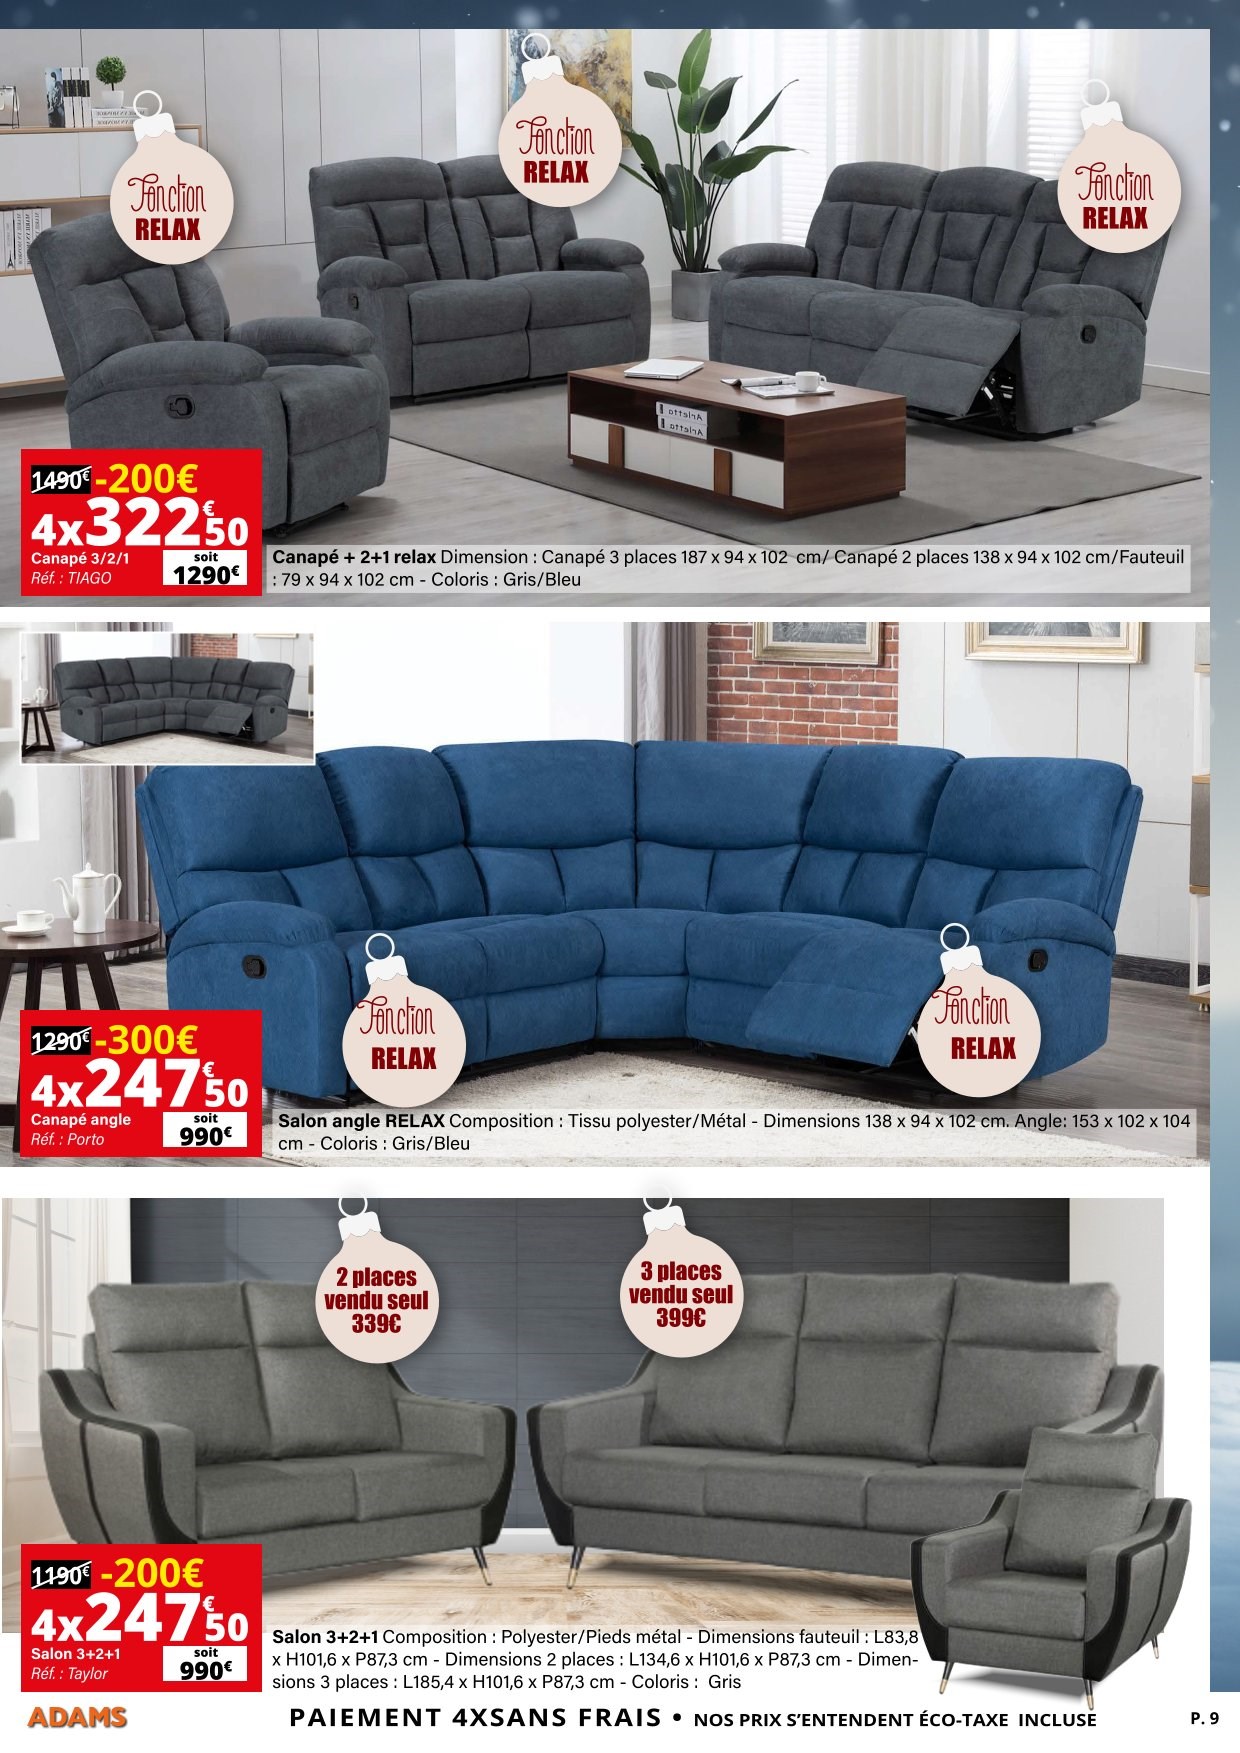 Fonction
RELAX
Fonction
RELAX
Fonction
RELAX
1490€ -200€
4x322€50
Canapé 3/2/1
Réf. : TIAGO
soit
1290€
Canapé + 2+1 relax Dimension : Canapé 3 places 187 x 94 x 102 cm/ Canapé 2 places 138 x 94 x 102 cm/Fauteuil
: 79 x 94 x 102 cm - Coloris : Gris/Bleu
Arletto
Arletto
Fonction
RELAX
Fonction
RELAX
1290€ -300€
4x247€50
Canapé angle
Réf. : Porto
soit
990€
Salon angle RELAX Composition : Tissu polyester/Métal - Dimensions 138 x 94 x 102 cm. Angle: 153 x 102 x 104
cm - Coloris : Gris/Bleu
2 places
vendu seul
339€
3 places
vendu seul
399€
1190€ -200€
4x247€50
Salon 3+2+1
Réf. : Taylor
soit
990€
Salon 3+2+1 Composition : Polyester/Pieds métal - Dimensions fauteuil : L83,8
x H101,6 x P87,3 cm - Dimensions 2 places : L134,6 x H101,6 x P87,3 cm - Dimen-
sions 3 places : L185,4 x H101,6 x P87,3 cm - Coloris : Gris
ADAMS
PAIEMENT 4XSANS FRAIS • NOS PRIX S'ENTENDENT ÉCO-TAXE INCLUSE
P. 9